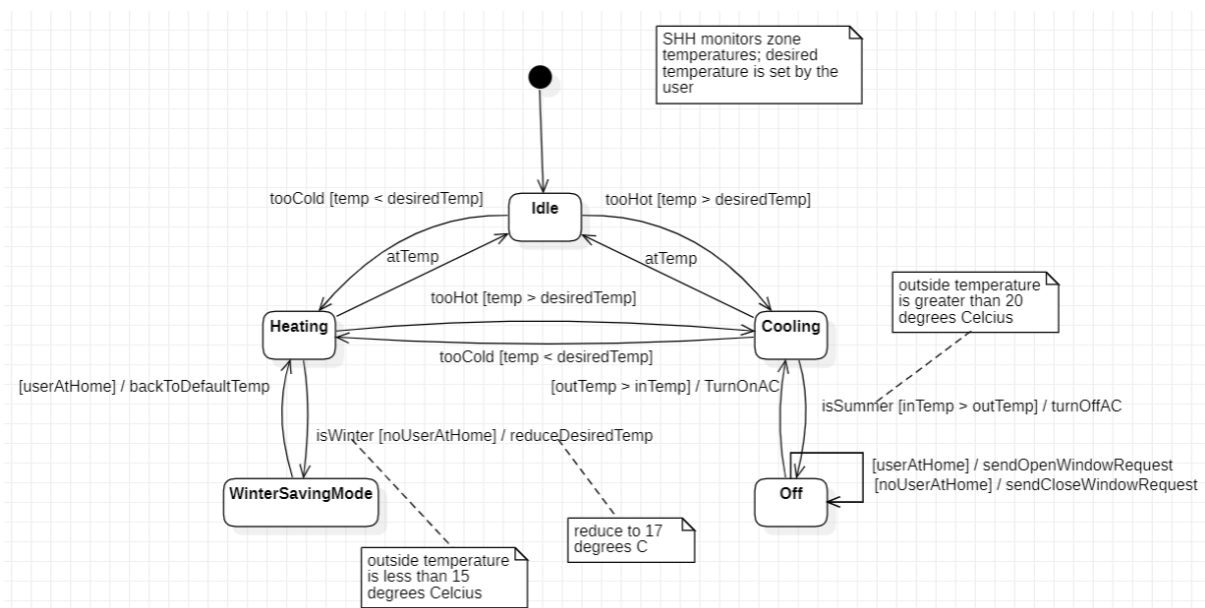 SHH monitors zone
temperatures; desired
temperature is set by the
user
tooCold [temp < desiredTemp]
tooHot [temp > desiredTemp]
Idle
atTemp
atTemp
outside temperature
is greater than 20
degrees Celcius
tooHot [temp > desiredTemp]
Heating
Cooling
tooCold [temp < desiredTemp]
[userAtHome] / backToDefaultTemp
[outTemp > inTemp] / TurnOnAC
isSummer [inTemp > outTemp] / turnOffAC
isWinter [noUserAtHome] / reduceDesiredTemp
[userAtHome] / sendOpenWindowRequest
[noUserAtHome] / sendCloseWindowRequest
WinterSavingMode
Off
reduce to 17
degrees C
outside temperature
is less than 15
degrees Celcius